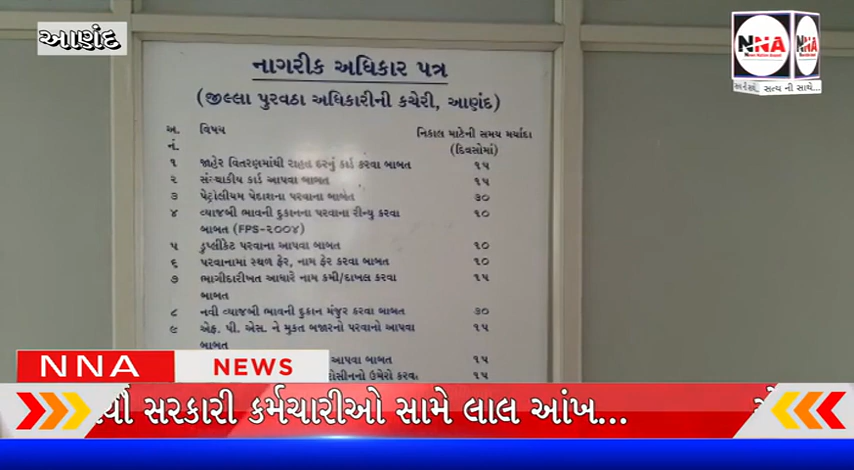 આણંદ
NNA
NNA
સત્ય ની સાથે...
નાગરીક અધિકાર પત્ર
(જીલ્લા પુરવઠા અધિકારીની કચેરી, આણંદ)
અ. નં. વિષય નિકાલ માટેની સમય મર્યાદા (દિવસોમાં)
૧ જાહેર વિતરણમાંથી રાહત દરનું કાર્ડ કરવા બાબત ૧૫
૨ સંસ્થાકીય કાર્ડ આપવા બાબત ૧૫
૩ પેટ્રોલીયમ પેદાશના પરવાના બાબત ૩૦
૪ વ્યાજબી ભાવની દુકાનના પરવાના રીન્યુ કરવા ૧૦
બાબત (FPS-૨૦૦૪)
૫ ડુપ્લીકેટ પરવાના આપવા બાબત ૧૦
૬ પરવાનામાં સ્થળ ફેર, નામ ફેર કરવા બાબત ૧૦
૭ ભાગીદારીખત આધારે નામ કમી/દાખલ કરવા ૧૫
બાબત
૮ નવી વ્યાજબી ભાવની દુકાન મંજુર કરવા બાબત ૩૦
૯ એફ. પી. એસ. ને મુકત બજારનો પરવાનો આપવા ૧૫
બાબત
આપવા બાબત ૧૫
ઉમેરો કરવા ૧૫
NNA NEWS
સરકારી કર્મચારીઓ સામે લાલ આંખ...